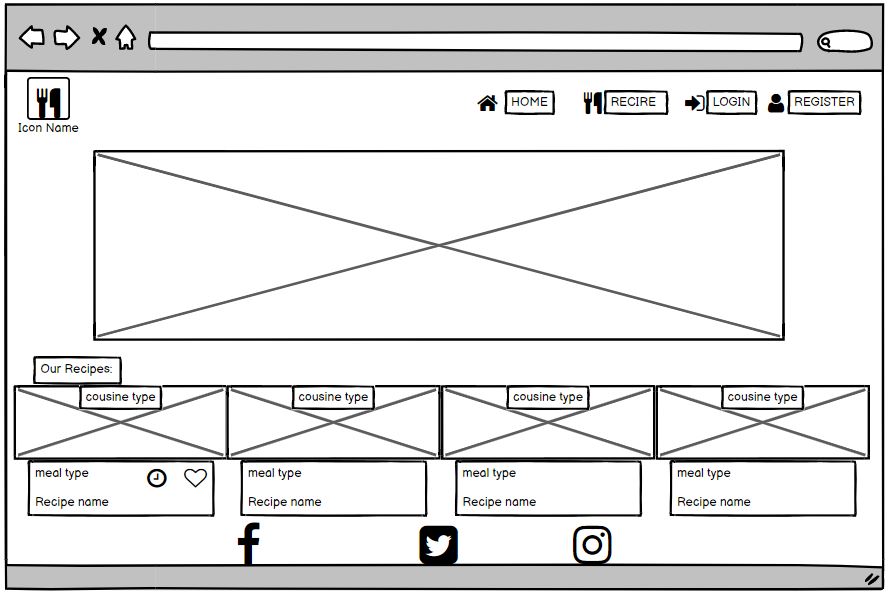 Icon Name
HOME
RECIRE
LOGIN
REGISTER
Our Recipes:
cousine type
cousine type
cousine type
cousine type
meal type
Recipe name
meal type
Recipe name
meal type
Recipe name
meal type
Recipe name